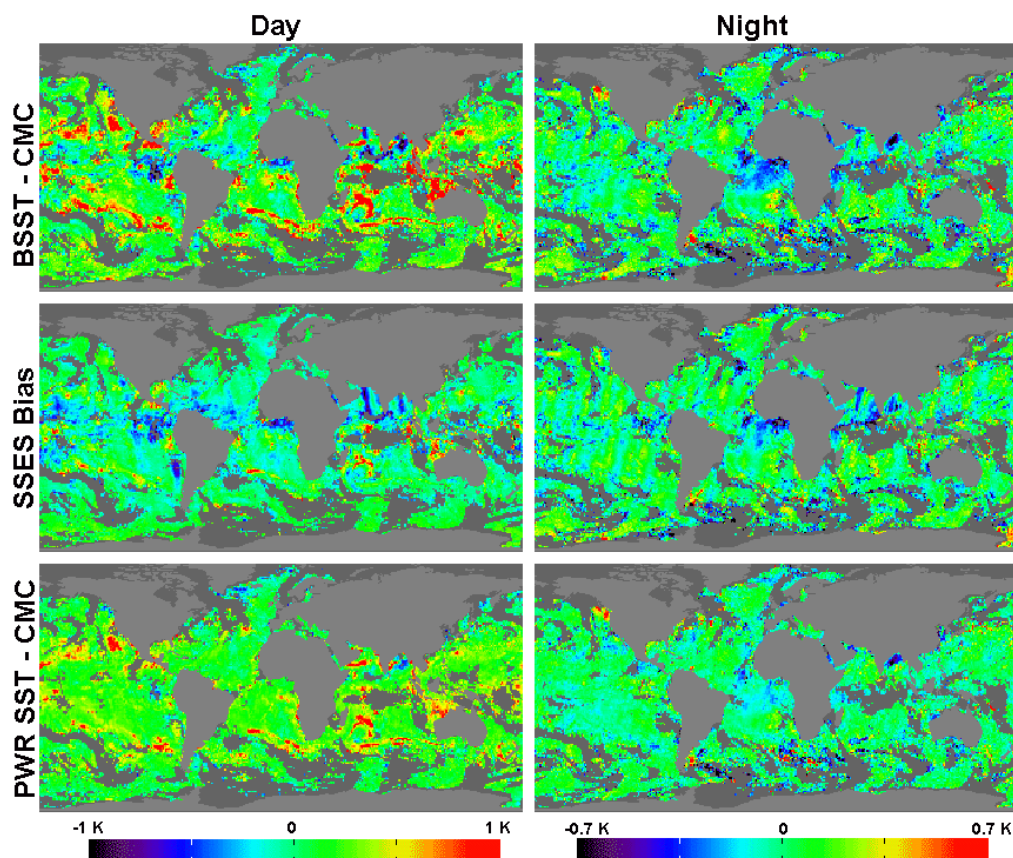 Day Night
BSST - CMC
SSES Bias
PWR SST - CMC
-1 K 0 1 K -0.7 K 0 0.7 K